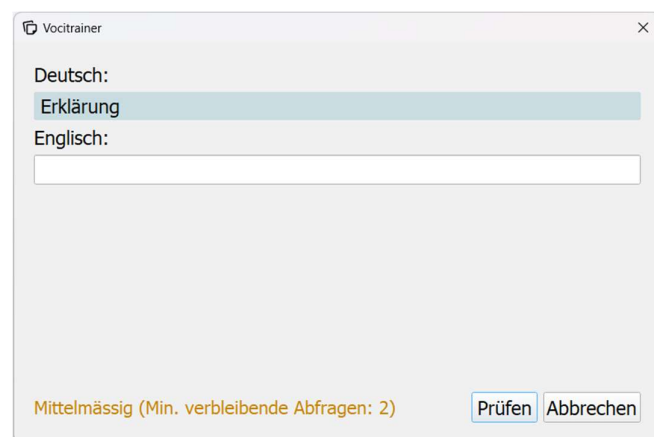 Vocitrainer
Deutsch:
Erklärung
Englisch:
Mittelmässig (Min. verbleibende Abfragen: 2)
Prüfen
Abbrechen